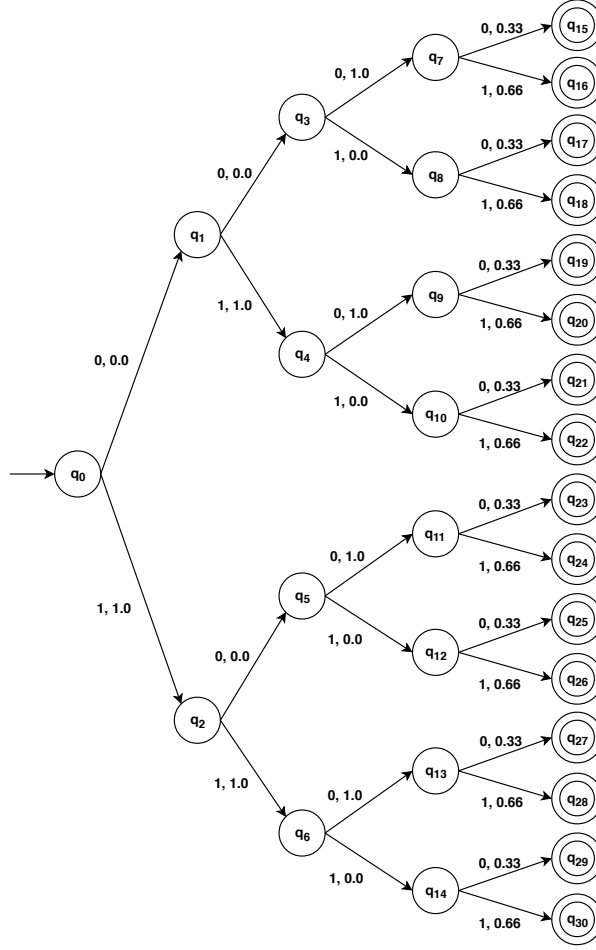 0, 0.33
q15
q7
0, 1.0
1, 0.66
q16
q3
0, 0.33
q17
1, 0.0
q8
0, 0.0
1, 0.66
q18
q1
0, 0.33
q19
1, 1.0
0, 1.0
q9
1, 0.66
q20
q4
0, 0.0
0, 0.33
q21
1, 0.0
q10
1, 0.66
q22
q0
0, 0.33
q23
q11
0, 1.0
1, 0.66
q24
q5
1, 1.0
0, 0.33
q25
1, 0.0
q12
0, 0.0
1, 0.66
q26
q2
0, 0.33
q27
1, 1.0
0, 1.0
q13
1, 0.66
q28
q6
0, 0.33
q29
1, 0.0
q14
1, 0.66
q30